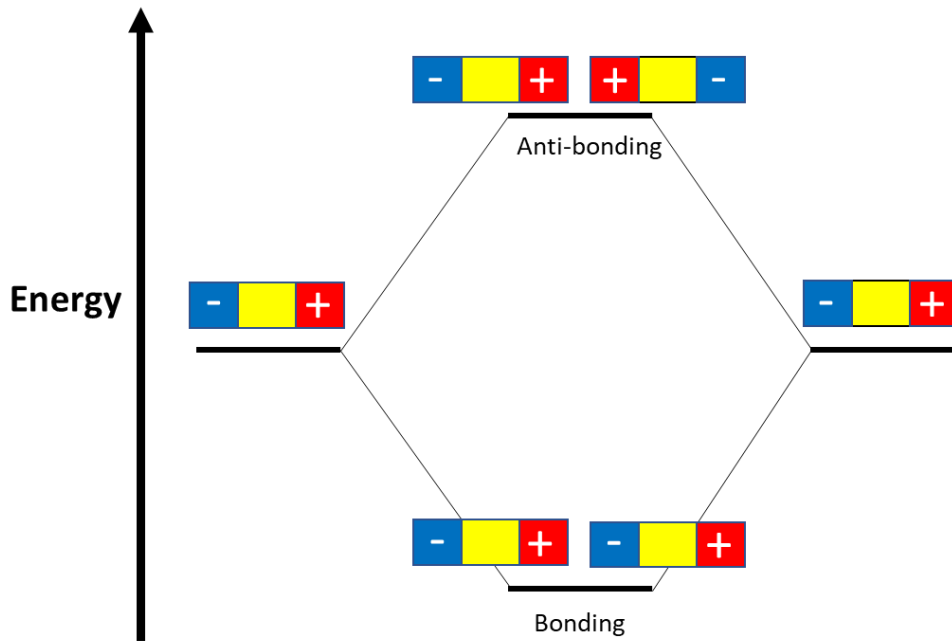 - + + -
Anti-bonding
Energy
- +
- +
- + - +
Bonding